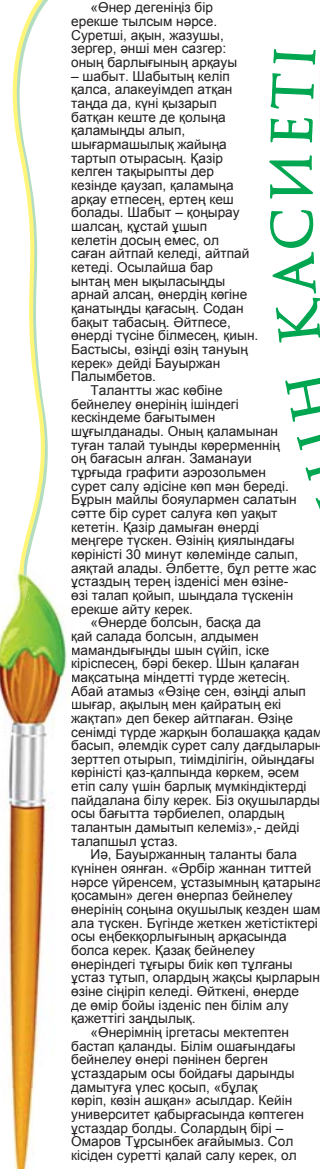 «Өнер дегеніңіз бір
ерекше тылсым нәрсе.
Суретші, ақын, жазушы,
зергер, әнші мен сазгер:
оның барлығының арқауы
– шабыт. Шабытың келіп
қалса, алакеуімдеп атқан
таңда да, күні қызарып
батқан кеште де қолыңа
қаламыңды алып,
шығармашылық жайыңа
тартып отырасың. Қазір
келген тақырыпты дер
кезінде қаузап, қаламыңа
арқау етпесең, ертең кеш
болады. Шабыт – қоңырау
шалсаң, құстай ұшып
келетін досың емес, ол
саған айтпай келеді, айтпай
кетеді. Осылайша бар
ынтаң мен ықыласыңды
арнай алсаң, өнердің көгіне
қанатыңды қағасың. Содан
бақыт табасың. Әйтпесе,
өнерді түсіне білмесең, қиын.
Бастысы, өзіңді өзің тануың
керек» дейді Бауыржан
Палымбетов.
Талантты жас көбіне
бейнелеу өнерінің ішіндегі
кескіндеме бағытымен
шұғылданады. Оның қаламынан
туған талай туынды көрерменнің
оң бағасын алған. Заманауи
тұрғыда графити аэрозольмен
сурет салу әдісіне көп мән береді.
Бұрын майлы бояулармен салатын
сәтте бір сурет салуға көп уақыт
кететін. Қазір дамыған өнерді
меңгере түскен. Өзінің қиялындағы
көріністі 30 минут көлемінде салып,
аяқтай алады. Әлбетте, бұл ретте жас
ұстаздың терең ізденісі мен өзіне-
өзі талап қойып, шыңдала түскенін
ерекше айту керек.
«Өнерде болсын, басқа да
қай салада болсын, алдымен
мамандығыңды шын сүйіп, іске
кіріспесең, бәрі бекер. Шын қалаған
мақсатыңа міндетті түрде жетесің.
Абай атамыз «Өзіңе сен, өзіңді алып
шығар, ақылың мен қайратың екі
жақтап» деп бекер айтпаған. Өзіңе
сенімді түрде жарқын болашаққа қадам
басып, әлемдік сурет салу дағдыларын
зерттеп отырып, тиімділігін, ойыңдағы
көріністі қаз-қалпында көркем, әсем
етіп салу үшін барлық мүмкіндіктерді
пайдалана білу керек. Біз оқушыларды
осы бағытта тәрбиелеп, олардың
талантын дамытып келеміз»,- дейді
талапшыл ұстаз.
Иә, Бауыржанның таланты бала
күнінен оянған. «Әрбір жаннан титтей
нәрсе үйренсем, ұстазымның қатарына
қосамын» деген өнерпаз бейнелеу
өнерінің соңына оқушылық кезден шам
ала түскен. Бүгінде жеткен жетістіктері
осы еңбекқорлығының арқасында
болса керек. Қазақ бейнелеу
өнеріндегі тұғыры биік көп тұлғаны
ұстаз тұтып, олардың жақсы қырларын
өзіне сіңіріп келеді. Өйткені, өнерде
де өмір бойы ізденіс пен білім алу
қажеттігі заңдылық.
«Өнерімнің іргетасы мектептен
бастап қаланды. Білім ошағындағы
бейнелеу өнері пәнінен берген
ұстаздарым осы бойдағы дарынды
дамытуға үлес қосып, «бұлақ
көріп, көзін ашқан» асылдар. Кейін
университет қабырғасында көптеген
ұстаздар болды. Солардың бірі –
Омаров Тұрсынбек ағайымыз. Сол
кісіден суретті қалай салу керек, ол
ҚАСИЕТІ